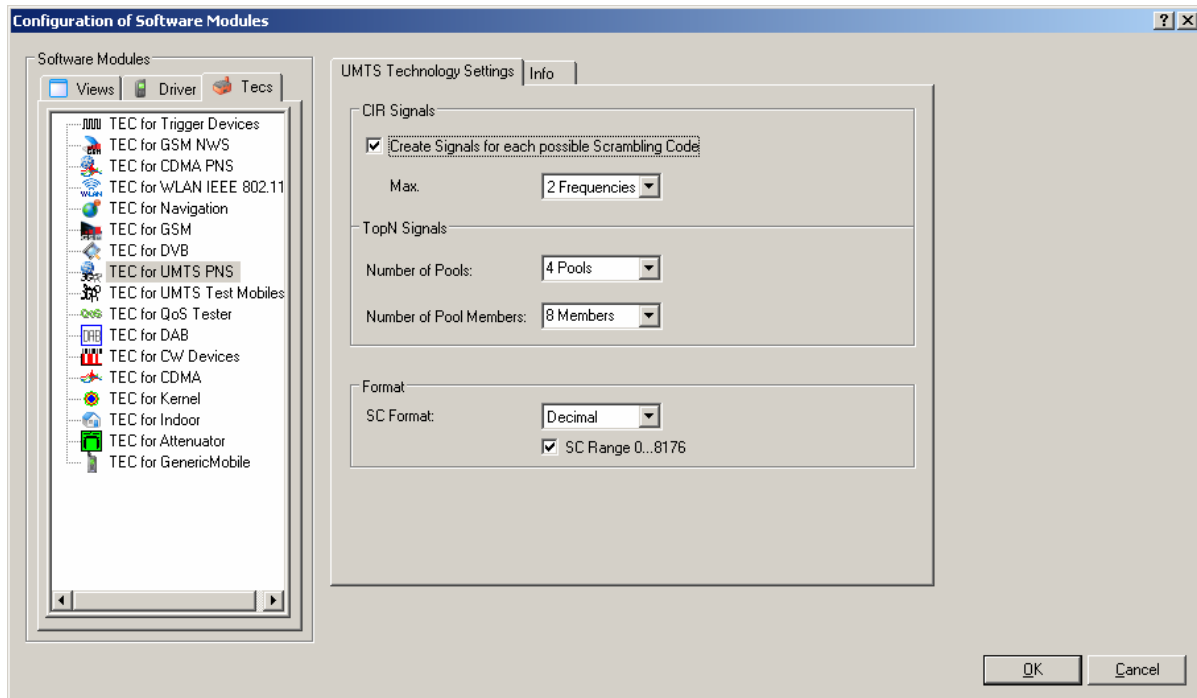 Configuration of Software Modules
Software Modules
Views
Driver
Tecs
TEC for Trigger Devices
TEC for GSM NWS
TEC for CDMA PNS
WLAN
TEC for WLAN IEEE 802.11
TEC for Navigation
TEC for GSM
TEC for DVB
TEC for UMTS PNS
TEC for UMTS Test Mobiles
QoS
TEC for QoS Tester
DAB
TEC for DAB
TEC for CW Devices
TEC for CDMA
TEC for Kernel
TEC for Indoor
TEC for Attenuator
TEC for GenericMobile
UMTS Technology Settings
Info
CIR Signals
Create Signals for each possible Scrambling Code
Max.
2 Frequencies
TopN Signals
Number of Pools:
4 Pools
Number of Pool Members:
8 Members
Format
SC Format:
Decimal
SC Range 0...8176
OK
Cancel